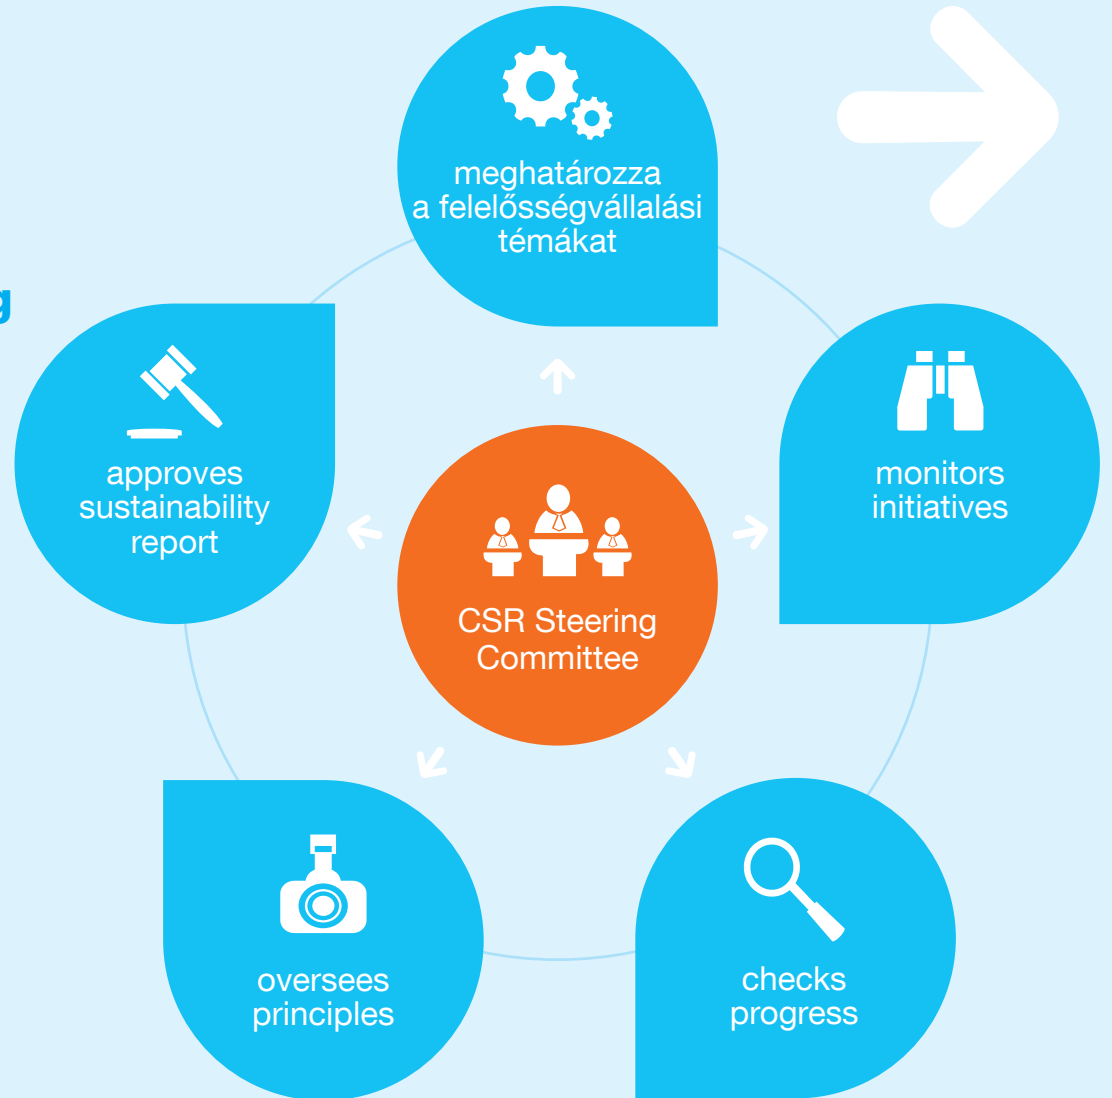 meghatározza
a felelősségvállalási
témákat
g
approves
sustainability
report
monitors
initiatives
CSR Steering
Committee
oversees
principles
checks
progress